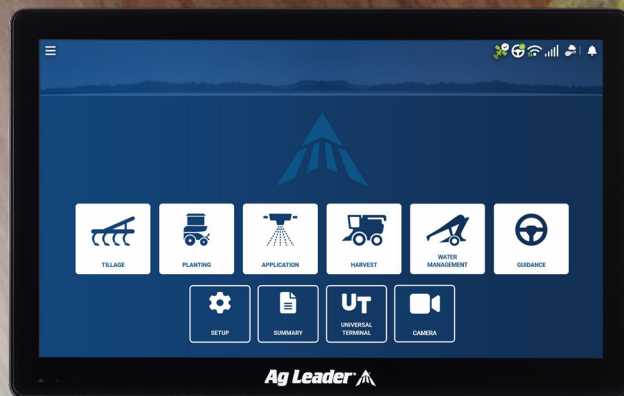 TILLAGE
PLANTING
APPLICATION
HARVEST
WATER
MANAGEMENT
GUIDANCE
SETUP
SUMMARY
UT
UNIVERSAL
TERMINAL
CAMERA
Ag Leader